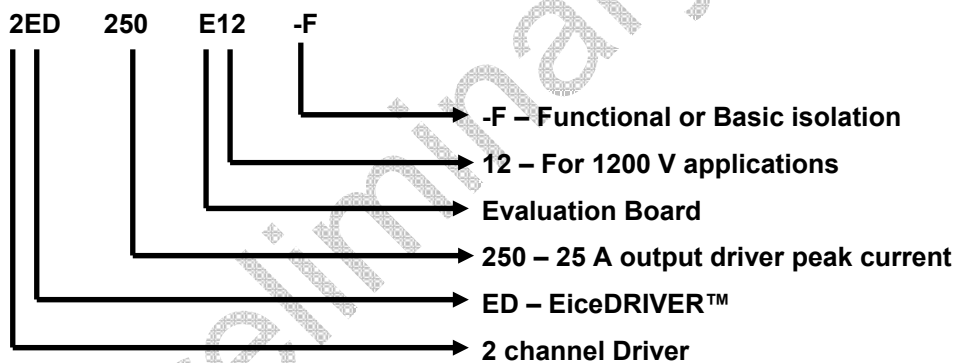 2ED 250 E12 -F
-F – Functional or Basic isolation
12 – For 1200 V applications
Evaluation Board
250 – 25 A output driver peak current
ED – EiceDRIVER™
2 channel Driver